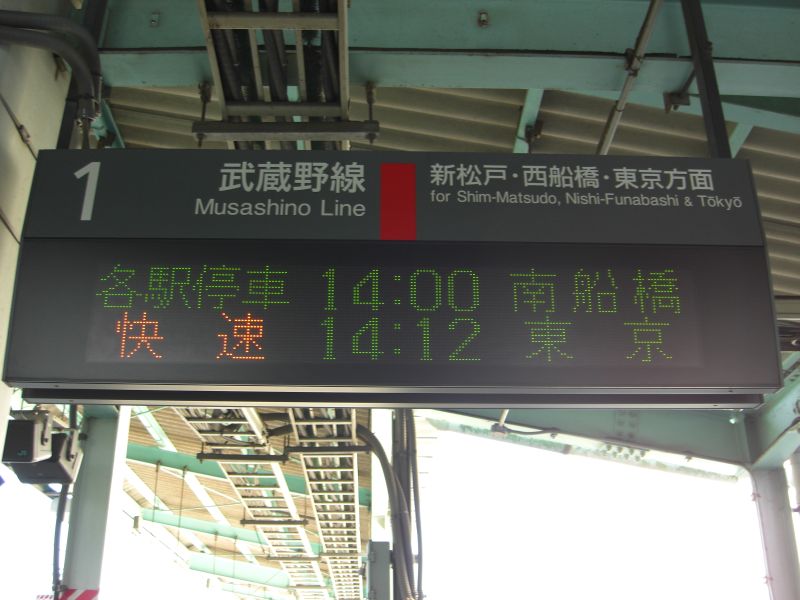 1 武蔵野線 新松戸・西船橋・東京方面
Musashino Line for Shim-Matsudo, Nishi-Funabashi & Tōkyō
各駅停車 14:00 南船橋
快速 14:12 東京